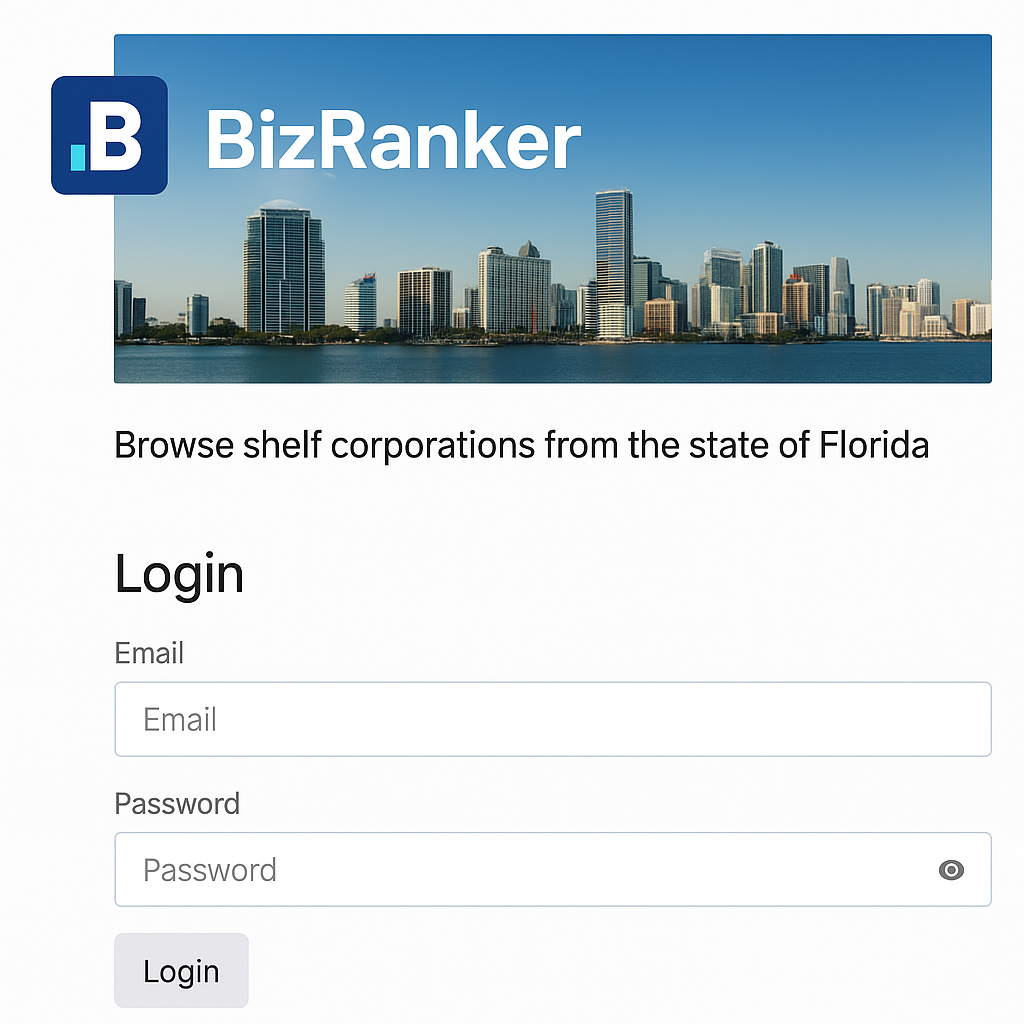 B
BizRanker
Browse shelf corporations from the state of Florida
Login
Email
Email
Password
Password
Login